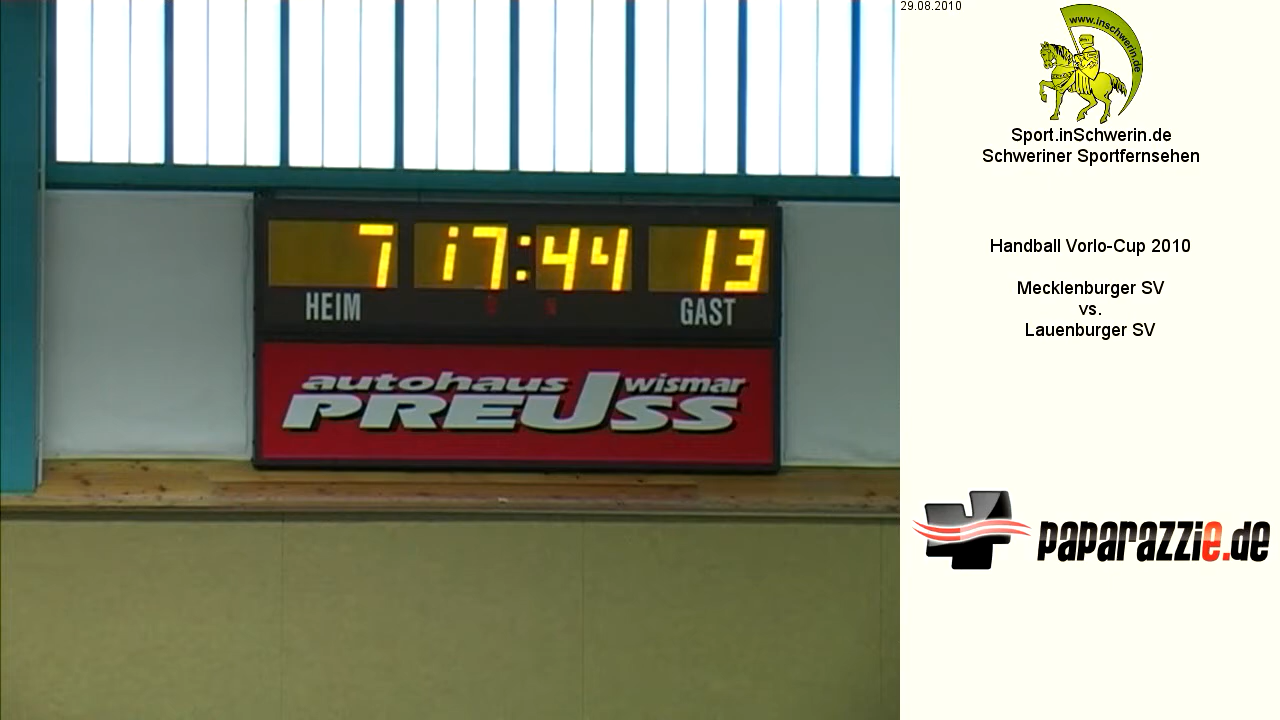 29.08.2010
www.inschwerin.de
Sport.inSchwerin.de
Schweriner Sportfernsehen
Handball Vorlo-Cup 2010
Mecklenburger SV
vs.
Lauenburger SV
paparazzie.de
7 17:44 13
HEIM GAST
autohaus wismar
PREUSS